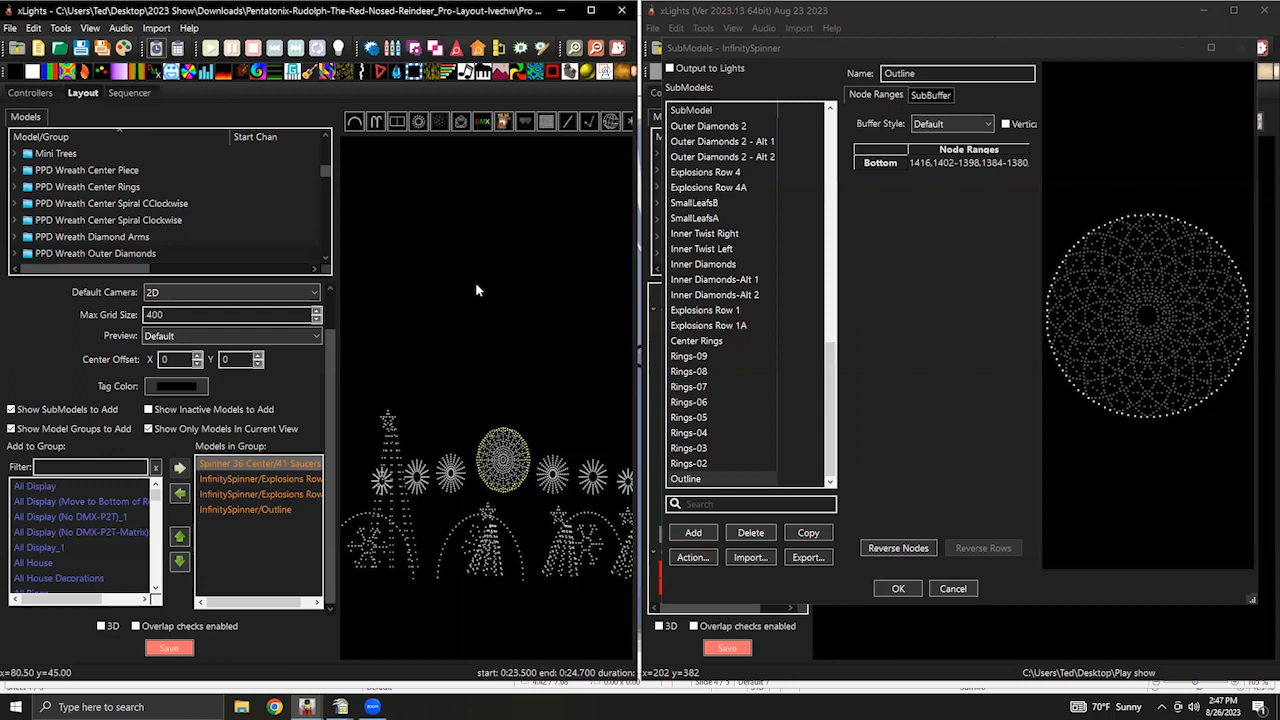 xLights - [C:\Users\Ted\Desktop\2023 Show\Downloads\Pentatonix-Rudolph-The-Red-Nosed-Reindeer_Pro-Layout-Ivechw\Pro ...
File Edit Tools View Audio Import Help
Controllers Layout Sequencer
Models
Model/Group Start Chan
Mini Trees
PPD Wreath Center Piece
PPD Wreath Center Rings
PPD Wreath Center Spiral CClockwise
PPD Wreath Center Spiral Clockwise
PPD Wreath Diamond Arms
PPD Wreath Outer Diamonds
Default Camera: 2D
Max Grid Size: 400
Preview: Default
Center Offset: X 0 Y 0
Tag Color:
Show SubModels to Add Show Inactive Models to Add
Show Model Groups to Add Show Only Models In Current View
Add to Group: Models in Group:
Filter: x
All Display
All Display (Move to Bottom of R
All Display (No DMX-P2T)_1
All Display (No DMX-P2T-Matrix)
All Display_1
All House
All House Decorations
Spinner 36 Center/41 Saucers
InfinitySpinner/Explosions Row
InfinitySpinner/Explosions Row
InfinitySpinner/Outline
3D Overlap checks enabled
Save
x=80.50 y=45.00 start: 0:23.500 end: 0:24.700 duration:
DMX
xLights (Ver 2023.13 64bit) Aug 23 2023
File Edit Tools View Audio Import Help
SubModels - InfinitySpinner
Output to Lights
SubModels:
SubModel
Outer Diamonds 2
Outer Diamonds 2 - Alt 1
Outer Diamonds 2 - Alt 2
Explosions Row 4
Explosions Row 4A
SmallLeafsB
SmallLeafsA
Inner Twist Right
Inner Twist Left
Inner Diamonds
Inner Diamonds-Alt 1
Inner Diamonds-Alt 2
Explosions Row 1
Explosions Row 1A
Center Rings
Rings-09
Rings-08
Rings-07
Rings-06
Rings-05
Rings-04
Rings-03
Rings-02
Outline
Search
Add Delete Copy
Action... Import... Export...
Name: Outline
Node Ranges SubBuffer
Buffer Style: Default Vertica
Node Ranges
Bottom 1416,1402-1398,1384-1380,
Reverse Nodes Reverse Rows
OK Cancel
3D Overlap checks enabled
Save
x=202 y=382 C:\Users\Ted\Desktop\Play show
Type here to search
70°F Sunny
2:47 PM
8/26/2023